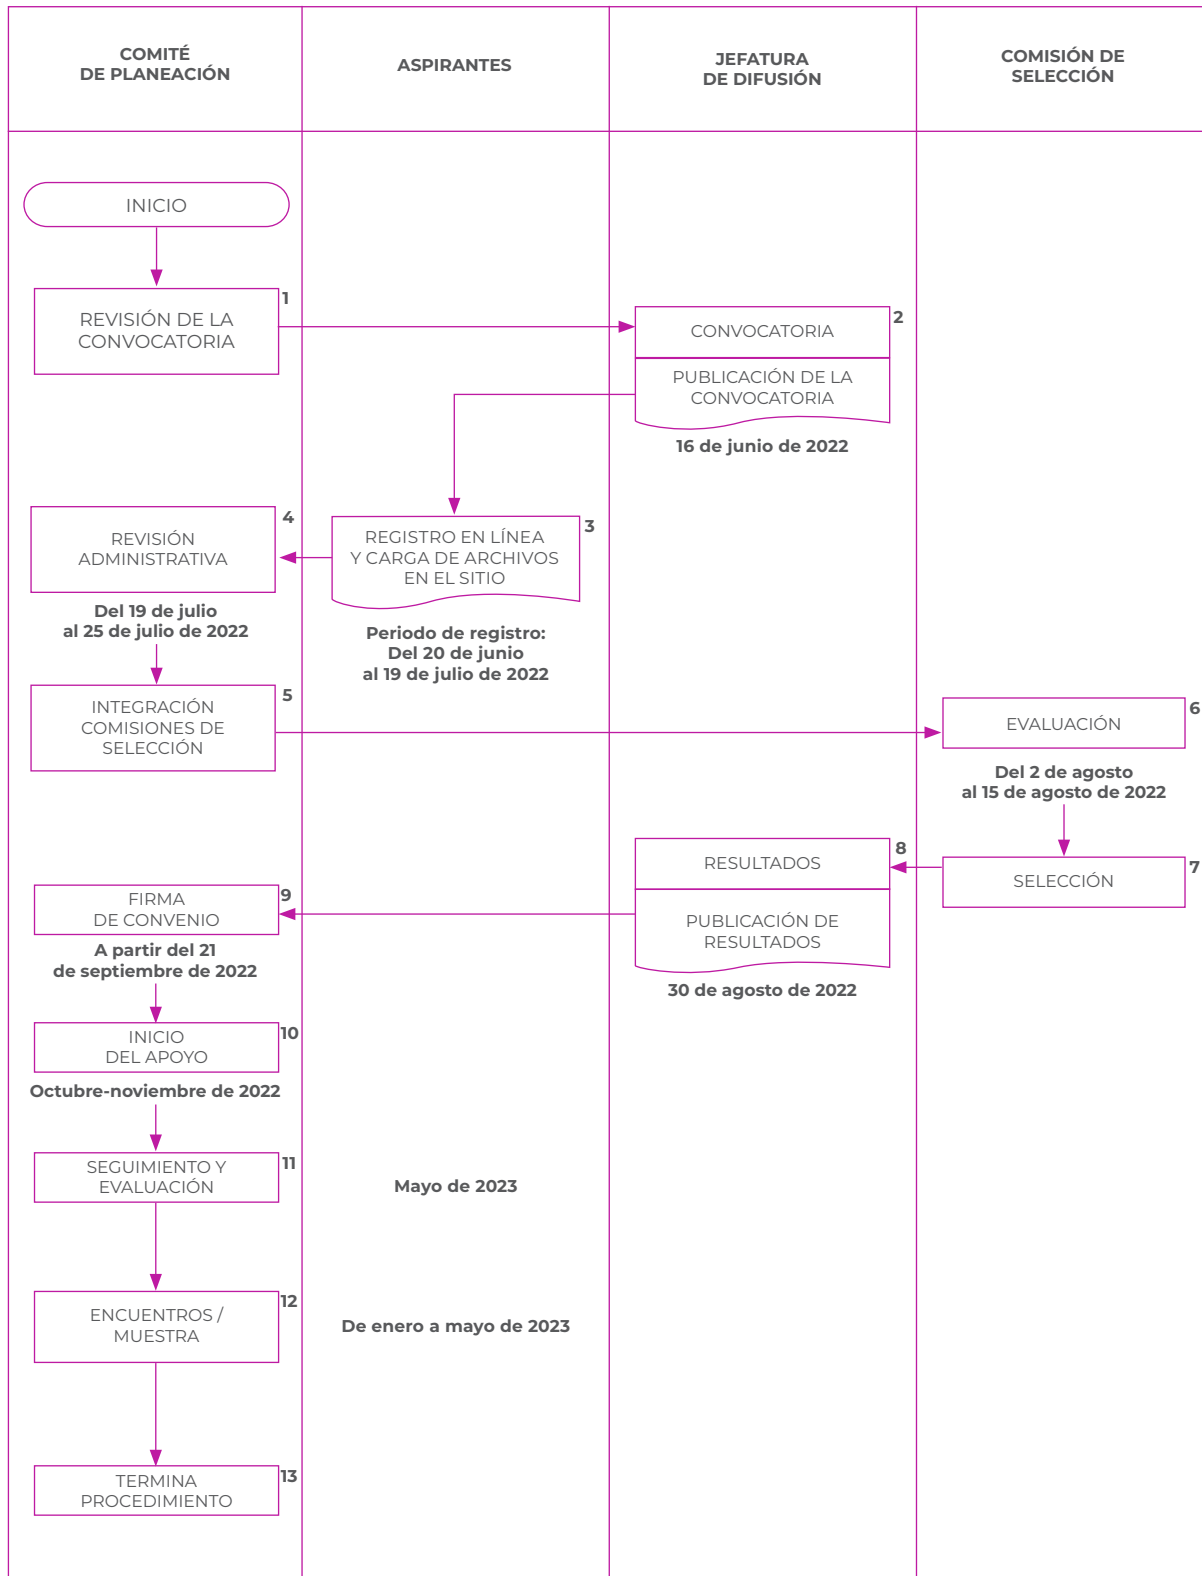 COMITÉ
DE PLANEACIÓN
ASPIRANTES
JEFATURA
DE DIFUSIÓN
COMISIÓN DE
SELECCIÓN
INICIO
1
REVISIÓN DE LA
CONVOCATORIA
2
CONVOCATORIA
PUBLICACIÓN DE LA
CONVOCATORIA
16 de junio de 2022
3
REGISTRO EN LÍNEA
Y CARGA DE ARCHIVOS
EN EL SITIO
Periodo de registro:
Del 20 de junio
al 19 de julio de 2022
4
REVISIÓN
ADMINISTRATIVA
Del 19 de julio
al 25 de julio de 2022
5
INTEGRACIÓN
COMISIONES DE
SELECCIÓN
6
EVALUACIÓN
Del 2 de agosto
al 15 de agosto de 2022
7
SELECCIÓN
8
RESULTADOS
PUBLICACIÓN DE
RESULTADOS
30 de agosto de 2022
9
FIRMA
DE CONVENIO
A partir del 21
de septiembre de 2022
10
INICIO
DEL APOYO
Octubre-noviembre de 2022
11
SEGUIMIENTO Y
EVALUACIÓN
Mayo de 2023
12
ENCUENTROS /
MUESTRA
De enero a mayo de 2023
13
TERMINA
PROCEDIMIENTO